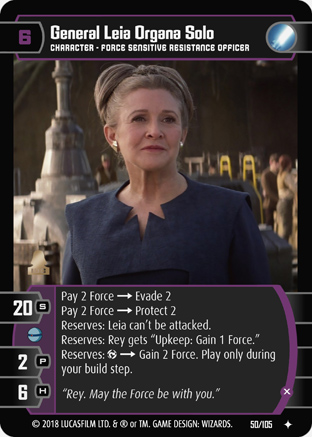 6
General Leia Organa Solo
CHARACTER - FORCE SENSITIVE RESISTANCE OFFICER
20 S
2 P
6 H
Pay 2 Force → Evade 2
Pay 2 Force → Protect 2
Reserves: Leia can't be attacked.
Reserves: Rey gets "Upkeep: Gain 1 Force."
Reserves: → Gain 2 Force. Play only during
your build step.
"Rey. May the Force be with you."
© 2018 LUCASFILM LTD. & ® or TM. GAME DESIGN: WIZARDS.
50/105